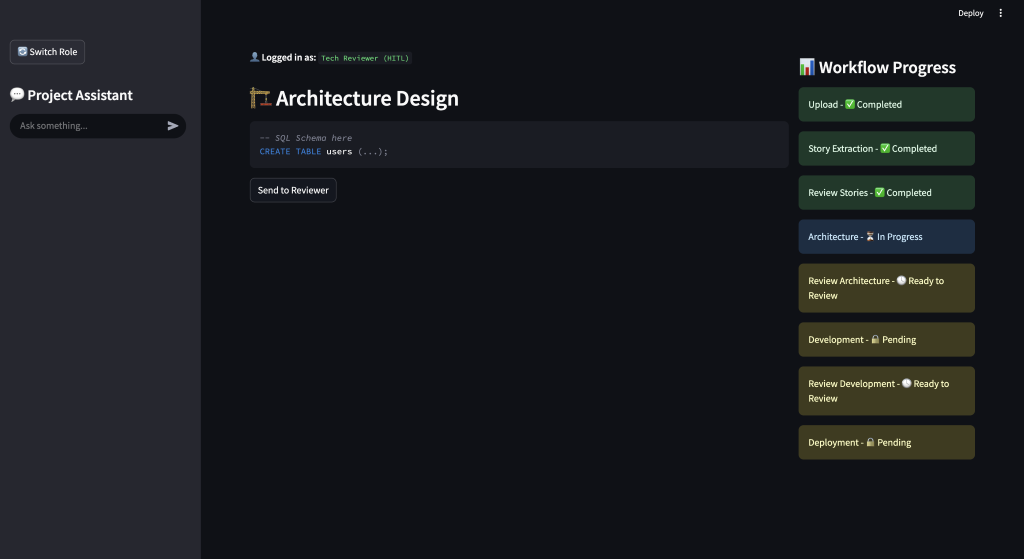 Deploy
Switch Role
Project Assistant
Ask something...
Logged in as: Tech Reviewer (HITL)
Architecture Design
-- SQL Schema here
CREATE TABLE users (...);
Send to Reviewer
Workflow Progress
Upload - ✅ Completed
Story Extraction - ✅ Completed
Review Stories - ✅ Completed
Architecture - ⏳ In Progress
Review Architecture - 🕒 Ready to
Review
Development - 🔒 Pending
Review Development - 🕒 Ready to
Review
Deployment - 🔒 Pending